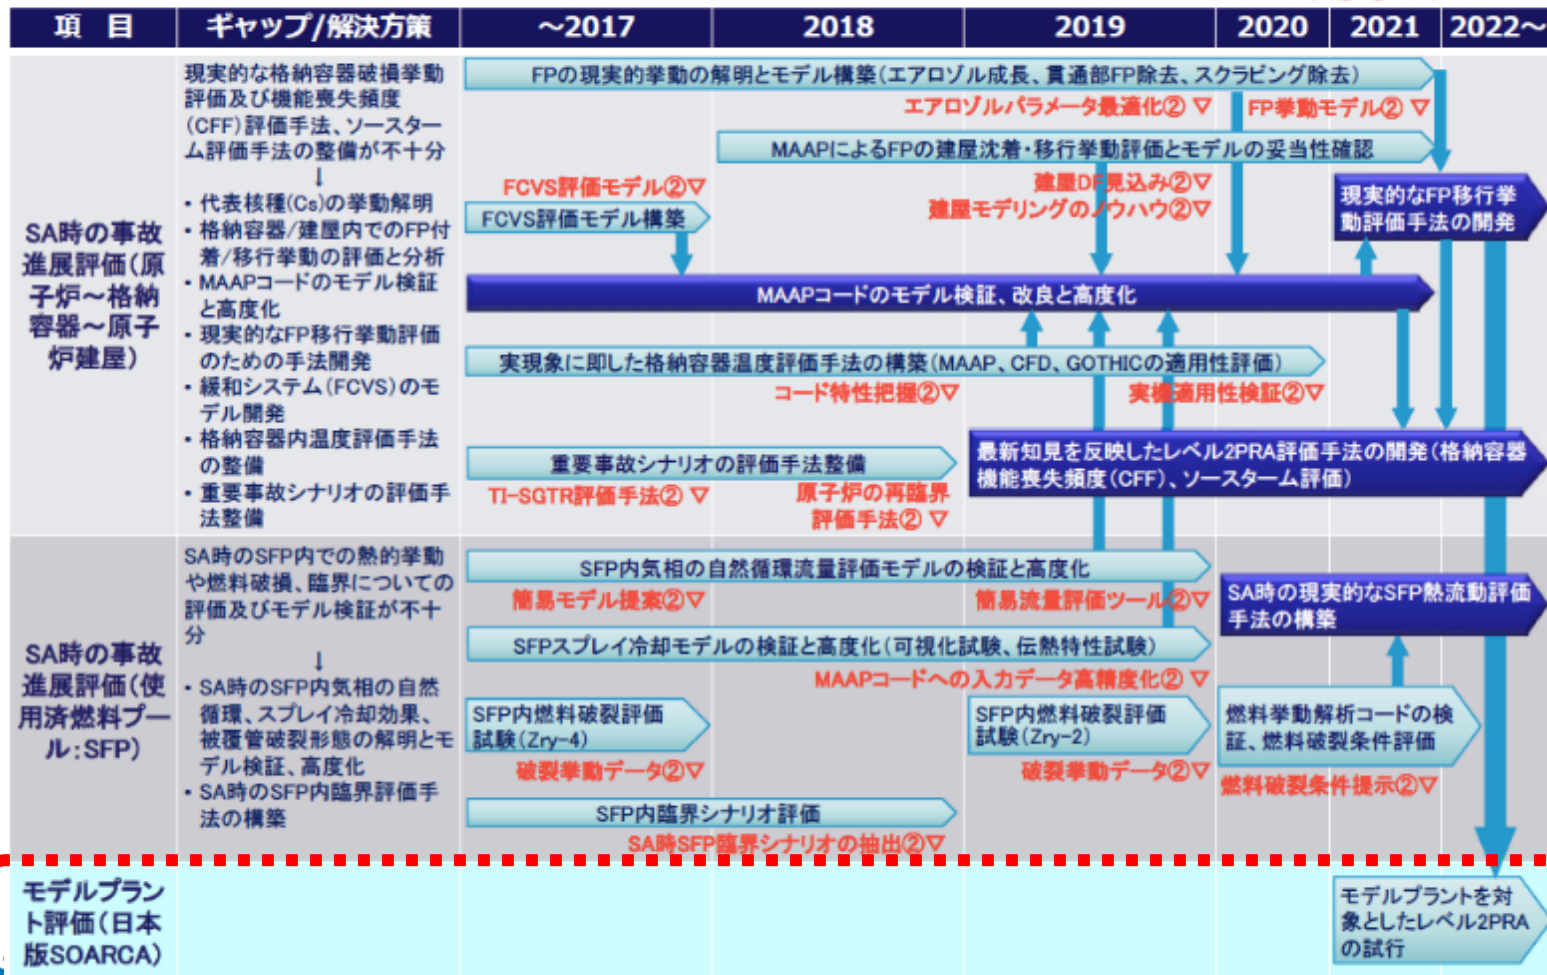 項　目
ギャップ/解決方策
～2017
2018
2019
2020
2021
2022～
SA時の事故
進展評価(原
子炉～格納
容器～原子
炉建屋)
現実的な格納容器破損挙動
評価及び機能喪失頻度
(CFF)評価手法、ソースター
ム評価手法の整備が不十分
↓
・代表核種(Cs)の挙動解明
・格納容器/建屋内でのFP付
着/移行挙動の評価と分析
・MAAPコードのモデル検証
と高度化
・現実的なFP移行挙動評価
のための手法開発
・緩和システム(FCVS)のモ
デル開発
・格納容器内温度評価手法
の整備
・重要事故シナリオの評価手
法整備
FPの現実的挙動の解明とモデル構築(エアロゾル成長、貫通部FP除去、スクラビング除去)
エアロゾルパラメータ最適化②▽
FP挙動モデル②▽
MAAPによるFPの建屋沈着・移行挙動評価とモデルの妥当性確認
FCVS評価モデル②▽
建屋DF見込み②▽
建屋モデリングのノウハウ②▽
FCVS評価モデル構築
現実的なFP移行挙
動評価手法の開発
MAAPコードのモデル検証、改良と高度化
実現象に即した格納容器温度評価手法の構築(MAAP、CFD、GOTHICの適用性評価)
コード特性把握②▽
実機適用性検証②▽
重要事故シナリオの評価手法整備
TI-SGTR評価手法②▽
原子炉の再臨界
評価手法②▽
最新知見を反映したレベル2PRA評価手法の開発(格納容器
機能喪失頻度(CFF)、ソースターム評価)
SA時の事故
進展評価(使
用済燃料プー
ル:SFP)
SA時のSFP内での熱的挙動
や燃料破損、臨界についての
評価及びモデル検証が不十
分
↓
・SA時のSFP内気相の自然
循環、スプレイ冷却効果、
被覆管破裂形態の解明とモ
デル検証、高度化
・SA時のSFP内臨界評価手
法の構築
SFP内気相の自然循環流量評価モデルの検証と高度化
簡易モデル提案②▽
簡易流量評価ツール②▽
SA時の現実的なSFP熱流動評価
手法の構築
SFPスプレイ冷却モデルの検証と高度化(可視化試験、伝熱特性試験)
MAAPコードへの入力データ高精度化②▽
SFP内燃料破裂評価
試験(Zry-4)
破裂挙動データ②▽
SFP内燃料破裂評価
試験(Zry-2)
破裂挙動データ②▽
燃料挙動解析コードの検
証、燃料破裂条件評価
燃料破裂条件提示②▽
SFP内臨界シナリオ評価
SA時SFP臨界シナリオの抽出②▽
モデルプラン
ト評価(日本
版SOARCA)
モデルプラントを対
象としたレベル2PRA
の試行